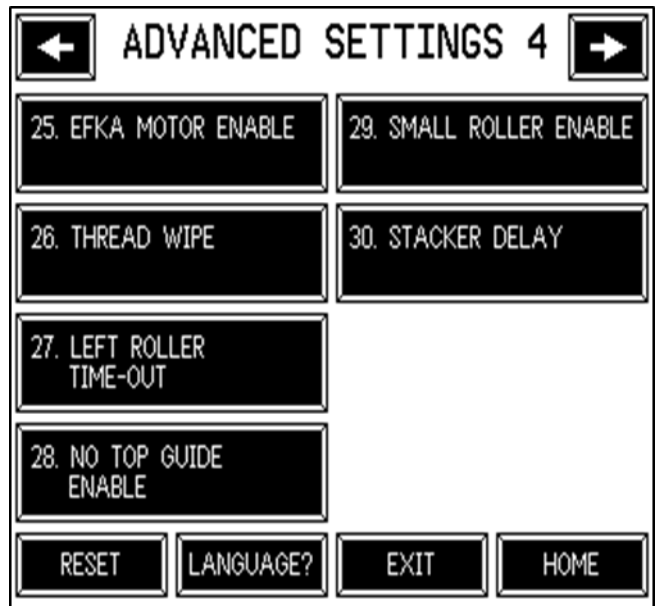 ADVANCED SETTINGS 4
25. EFKA MOTOR ENABLE
29. SMALL ROLLER ENABLE
26. THREAD WIPE
30. STACKER DELAY
27. LEFT ROLLER
TIME-OUT
28. NO TOP GUIDE
ENABLE
RESET
LANGUAGE?
EXIT
HOME